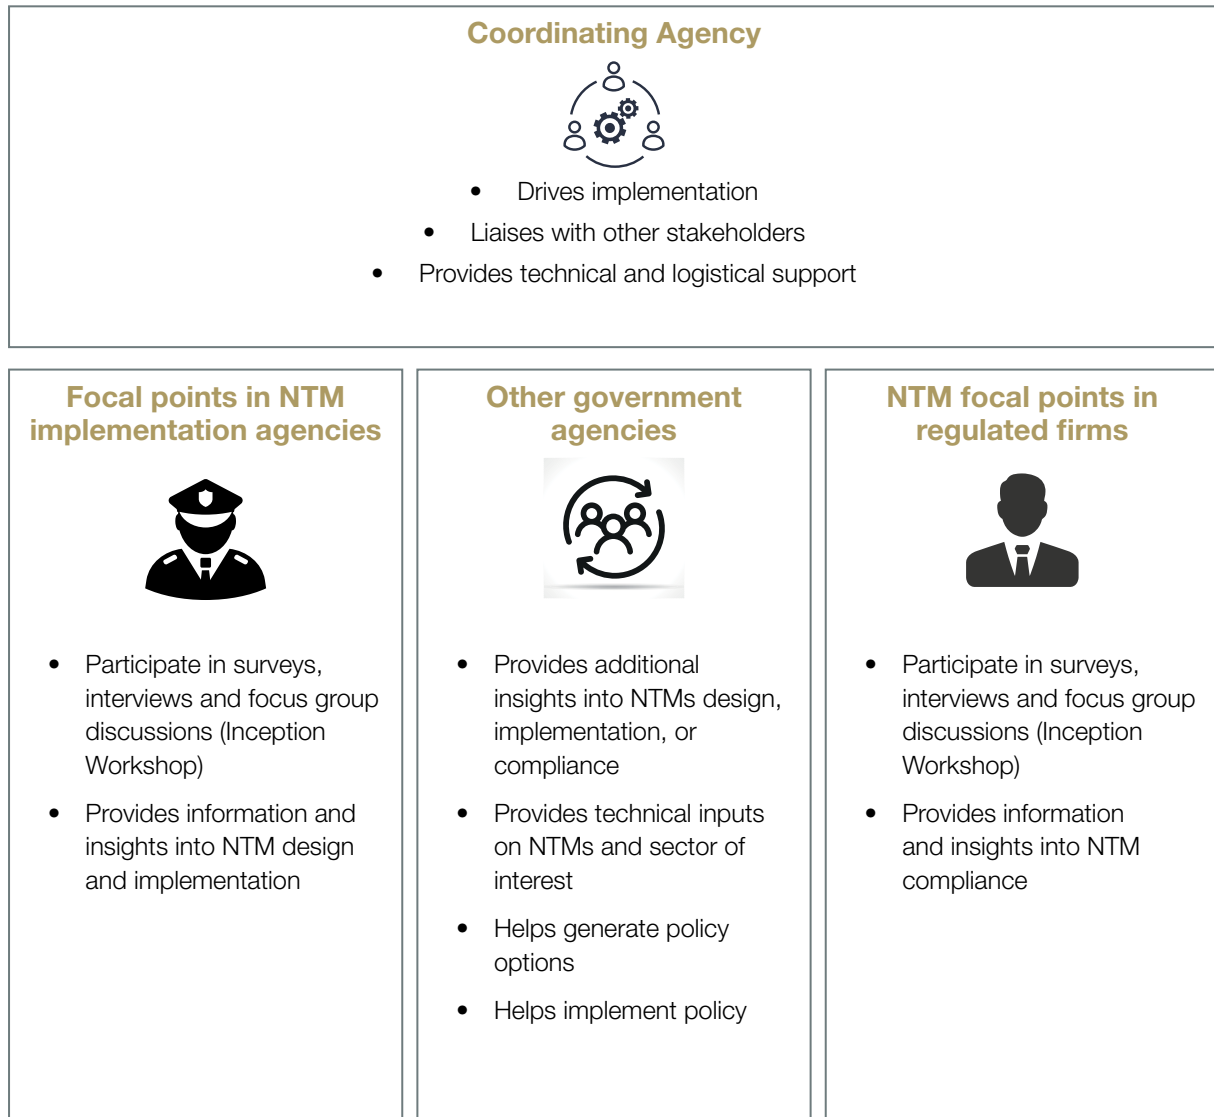 Coordinating Agency
• Drives implementation
• Liaises with other stakeholders
• Provides technical and logistical support
Focal points in NTM
implementation agencies
• Participate in surveys,
interviews and focus group
discussions (Inception
Workshop)
• Provides information and
insights into NTM design
and implementation
Other government
agencies
• Provides additional
insights into NTMs design,
implementation, or
compliance
• Provides technical inputs
on NTMs and sector of
interest
• Helps generate policy
options
• Helps implement policy
NTM focal points in
regulated firms
• Participate in surveys,
interviews and focus group
discussions (Inception
Workshop)
• Provides information
and insights into NTM
compliance